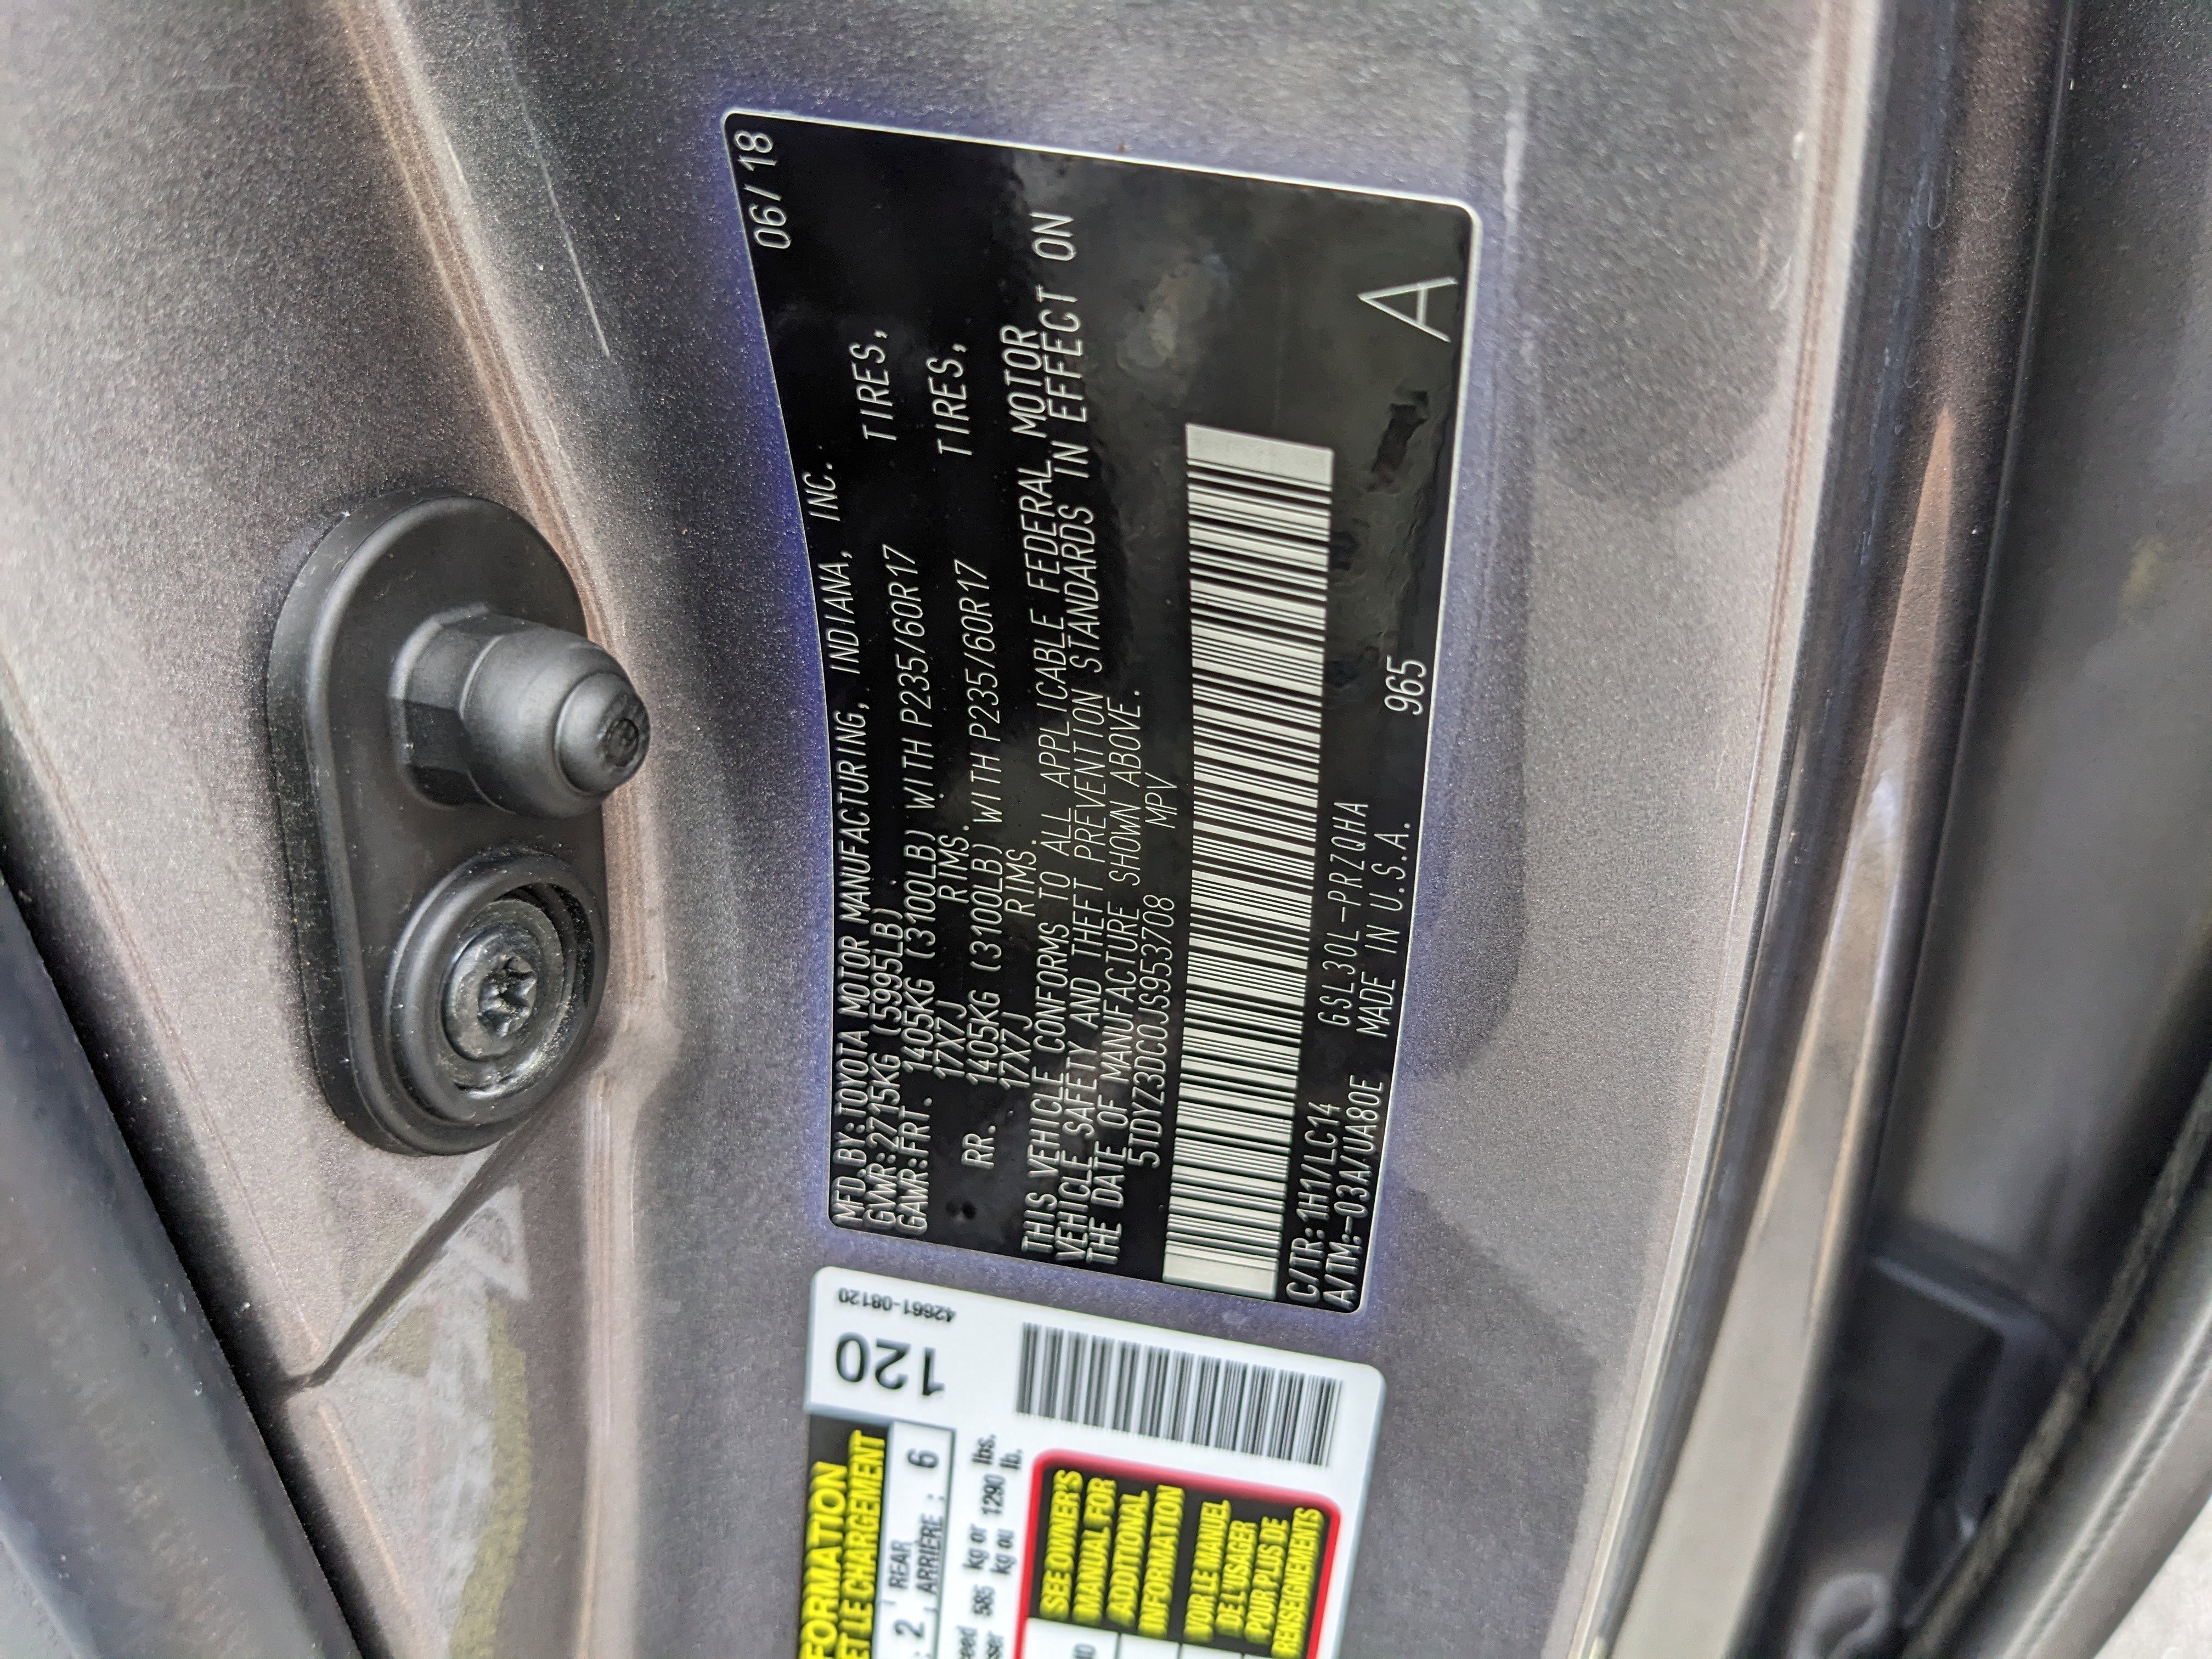 06/18
MFD.BY:TOYOTA MOTOR MANUFACTURING, INDIANA, INC.
GVWR:2715KG (5995LB)
GAWR:FRT. 1405KG (3100LB) WITH P235/60R17 TIRES,
17X7J RIMS.
RR. 1405KG (3100LB) WITH P235/60R17 TIRES,
17X7J RIMS.
THIS VEHICLE CONFORMS TO ALL APPLICABLE FEDERAL MOTOR
VEHICLE SAFETY AND THEFT PREVENTION STANDARDS IN EFFECT ON
THE DATE OF MANUFACTURE SHOWN ABOVE.
5TDYZ3DC0JS953708 MPV
C/TR:1H1/LC14 GSL30L-PRZQHA
A/TM:-03A/UA80E MADE IN U.S.A. 965
A
42661-08120
120
FORMATION
ET LE CHARGEMENT
: 2 REAR
ARRIÈRE : 6
585 kg or 1290 lbs.
kg ou lb.
SEE OWNER'S
MANUAL FOR
ADDITIONAL
INFORMATION
VOIR LE MANUEL
DE L'USAGER
POUR PLUS DE
RENSEIGNEMENTS